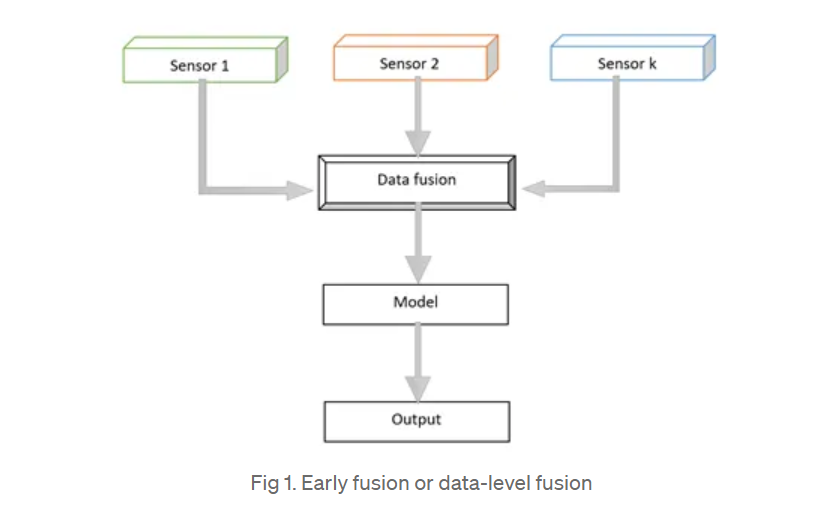 Sensor 1
Sensor 2
Sensor k
Data fusion
Model
Output
Fig 1. Early fusion or data-level fusion